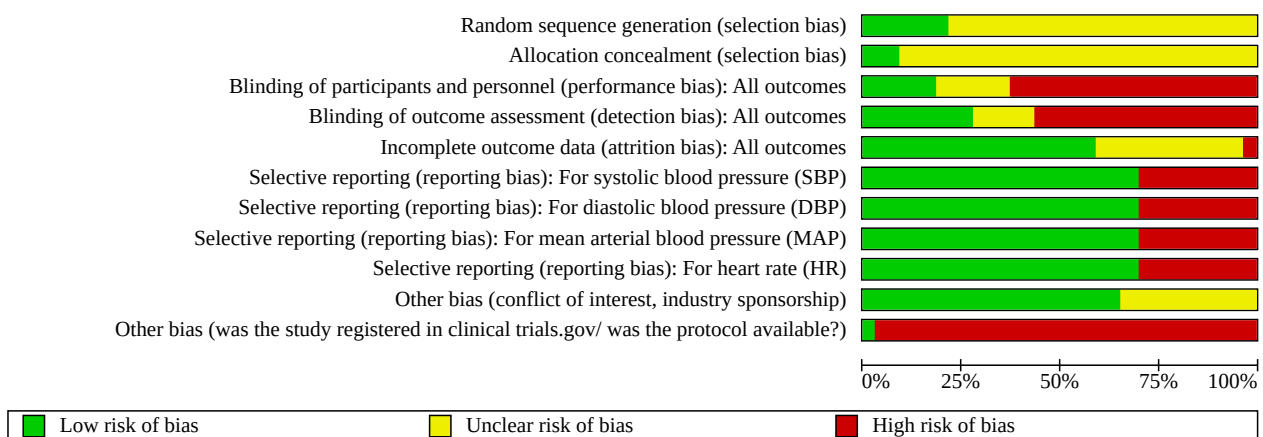 Random sequence generation (selection bias)
Allocation concealment (selection bias)
Blinding of participants and personnel (performance bias): All outcomes
Blinding of outcome assessment (detection bias): All outcomes
Incomplete outcome data (attrition bias): All outcomes
Selective reporting (reporting bias): For systolic blood pressure (SBP)
Selective reporting (reporting bias): For diastolic blood pressure (DBP)
Selective reporting (reporting bias): For mean arterial blood pressure (MAP)
Selective reporting (reporting bias): For heart rate (HR)
Other bias (conflict of interest, industry sponsorship)
Other bias (was the study registered in clinical trials.gov/ was the protocol available?)
0% 25% 50% 75% 100%
Low risk of bias Unclear risk of bias High risk of bias